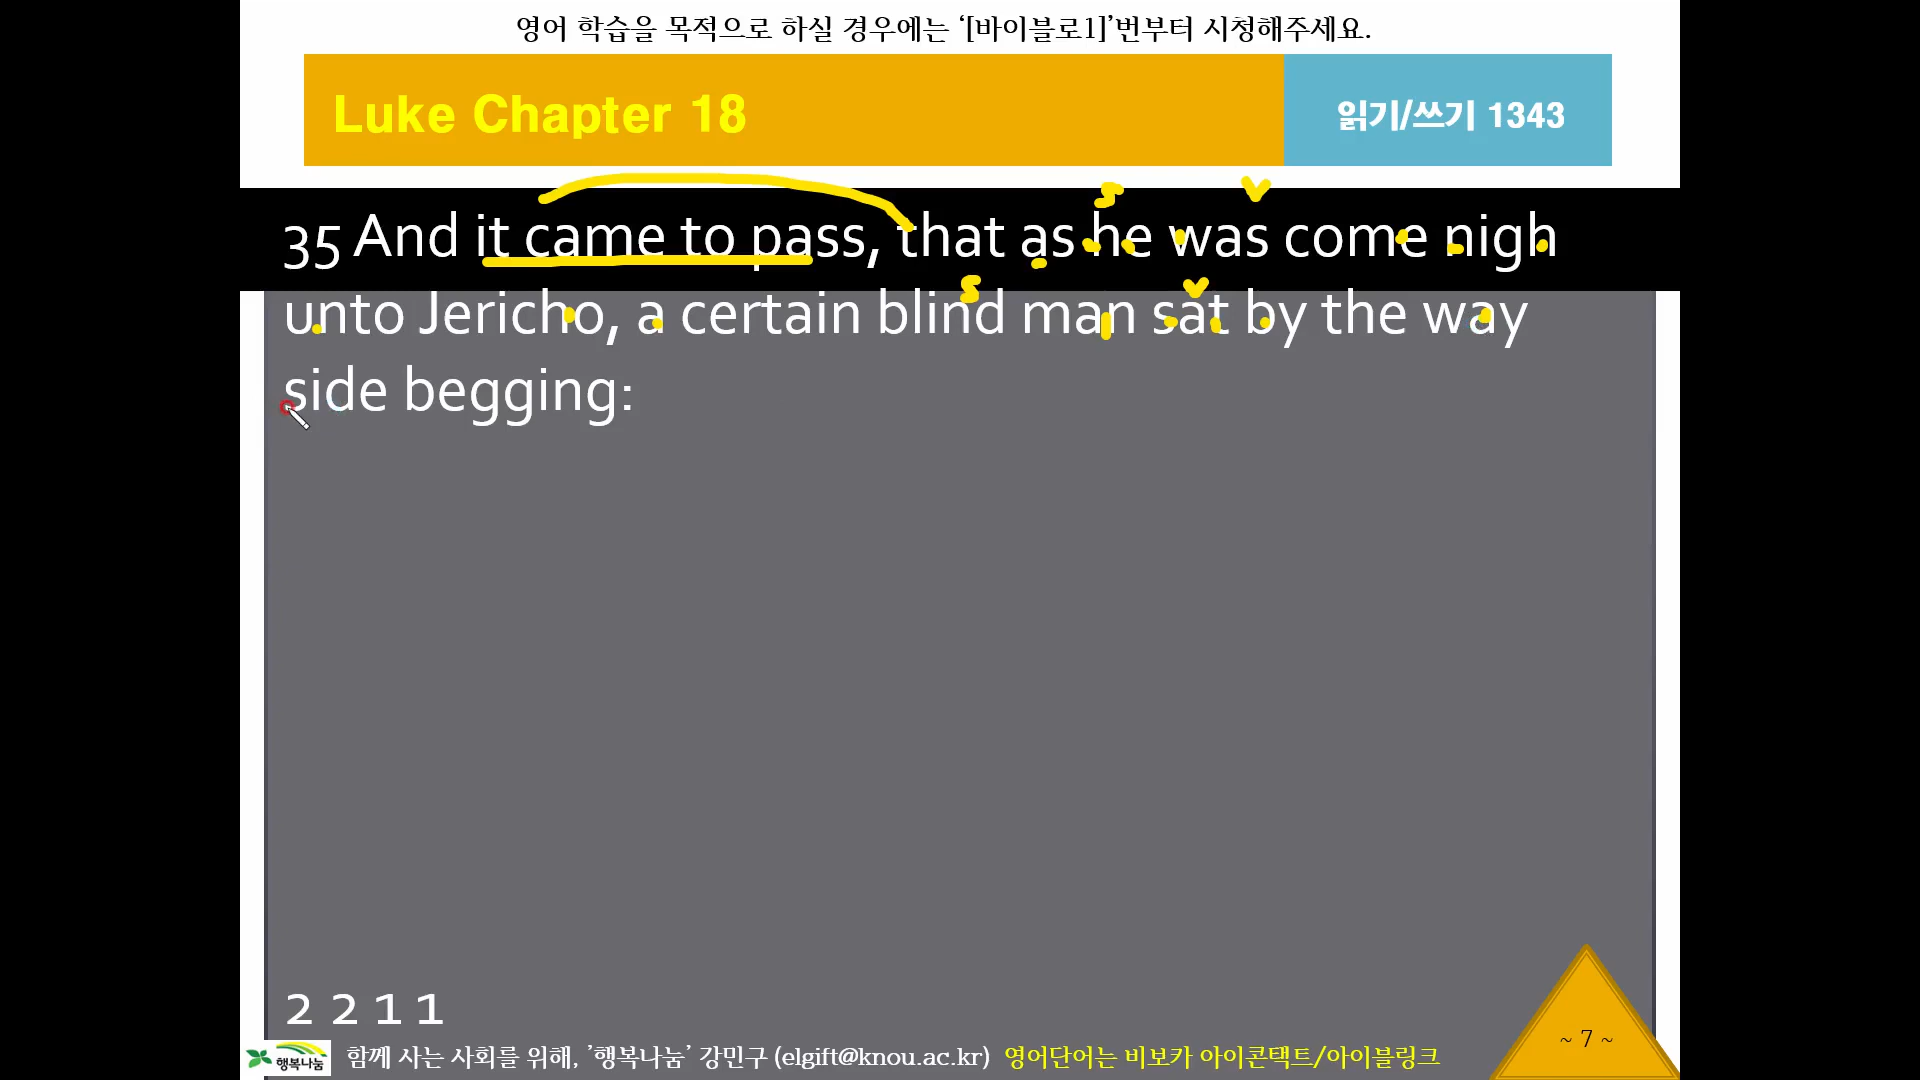 영어 학습을 목적으로 하실 경우에는 ‘[바이블로1]’번부터 시청해주세요.
Luke Chapter 18
읽기/쓰기 1343
35 And it came to pass, that as he was come nigh
unto Jericho, a certain blind man sat by the way
side begging:
2 2 1 1
~ 7 ~
행복나눔 함께 사는 사회를 위해, ’행복나눔’ 강민구 (elgift@knou.ac.kr) 영어단어는 비보카 아이콘택트/아이블링크